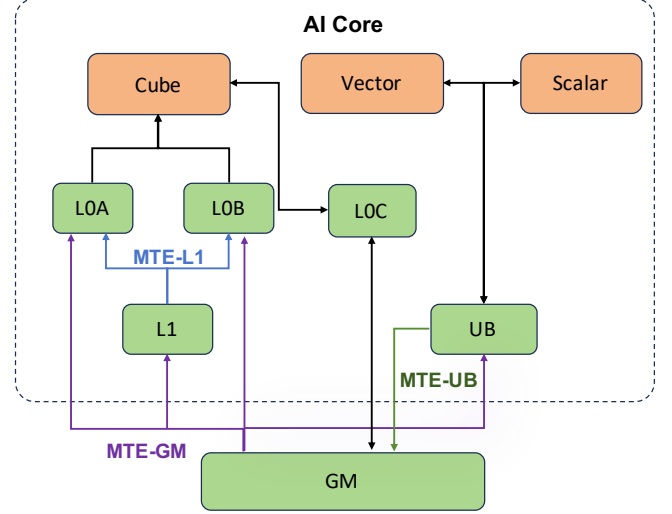 AI Core
Cube
Vector
Scalar
L0A
L0B
L0C
MTE-L1
L1
UB
MTE-UB
MTE-GM
GM